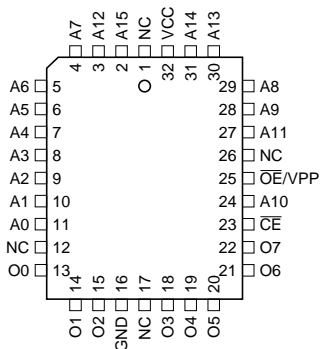 A7 A12 A15 NC VCC A14 A13
4 3 2 1 32 31 30
A6 5 29 A8
A5 6 28 A9
A4 7 27 A11
A3 8 26 NC
A2 9 25 OE/VPP
A1 10 24 A10
A0 11 23 CE
NC 12 22 O7
O0 13 21 O6
14 15 16 17 18 19 20
O1 O2 GND NC O3 O4 O5